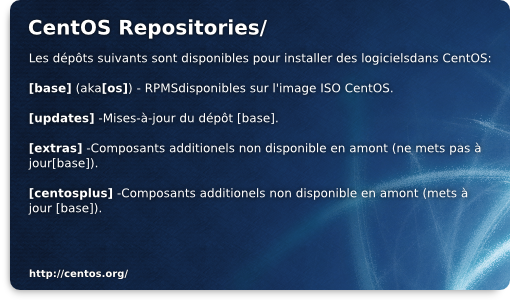 CentOS Repositories/
Les dépôts suivants sont disponibles pour installer des logicielsdans CentOS:
[base] (aka[os]) - RPMSdisponibles sur l'image ISO CentOS.
[updates] -Mises-à-jour du dépôt [base].
[extras] -Composants additionels non disponible en amont (ne mets pas à
jour[base]).
[centosplus] -Composants additionels non disponible en amont (mets à
jour [base]).
http://centos.org/